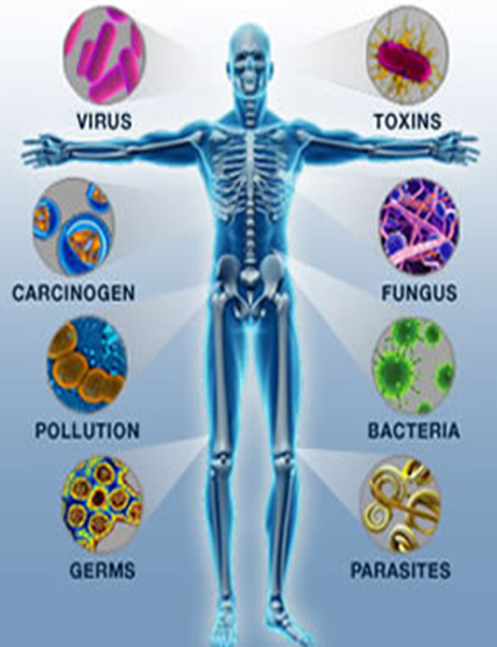 VIRUS
TOXINS
CARCINOGEN
FUNGUS
POLLUTION
BACTERIA
GERMS
PARASITES